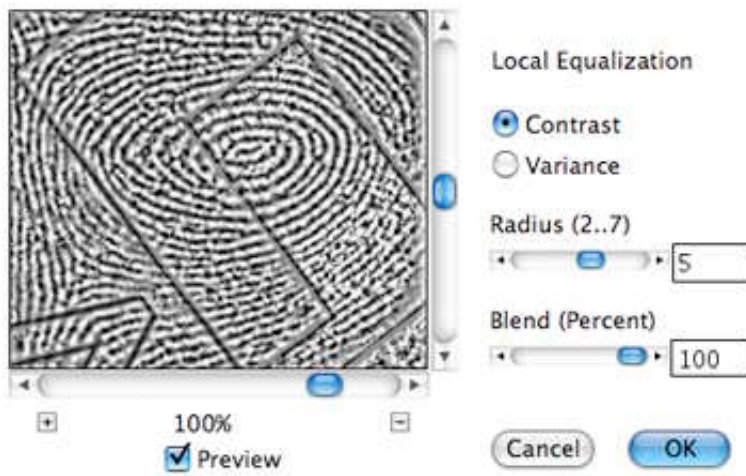 Local Equalization
Contrast
Variance
Radius (2..7)
5
Blend (Percent)
100
100%
Preview
Cancel
OK